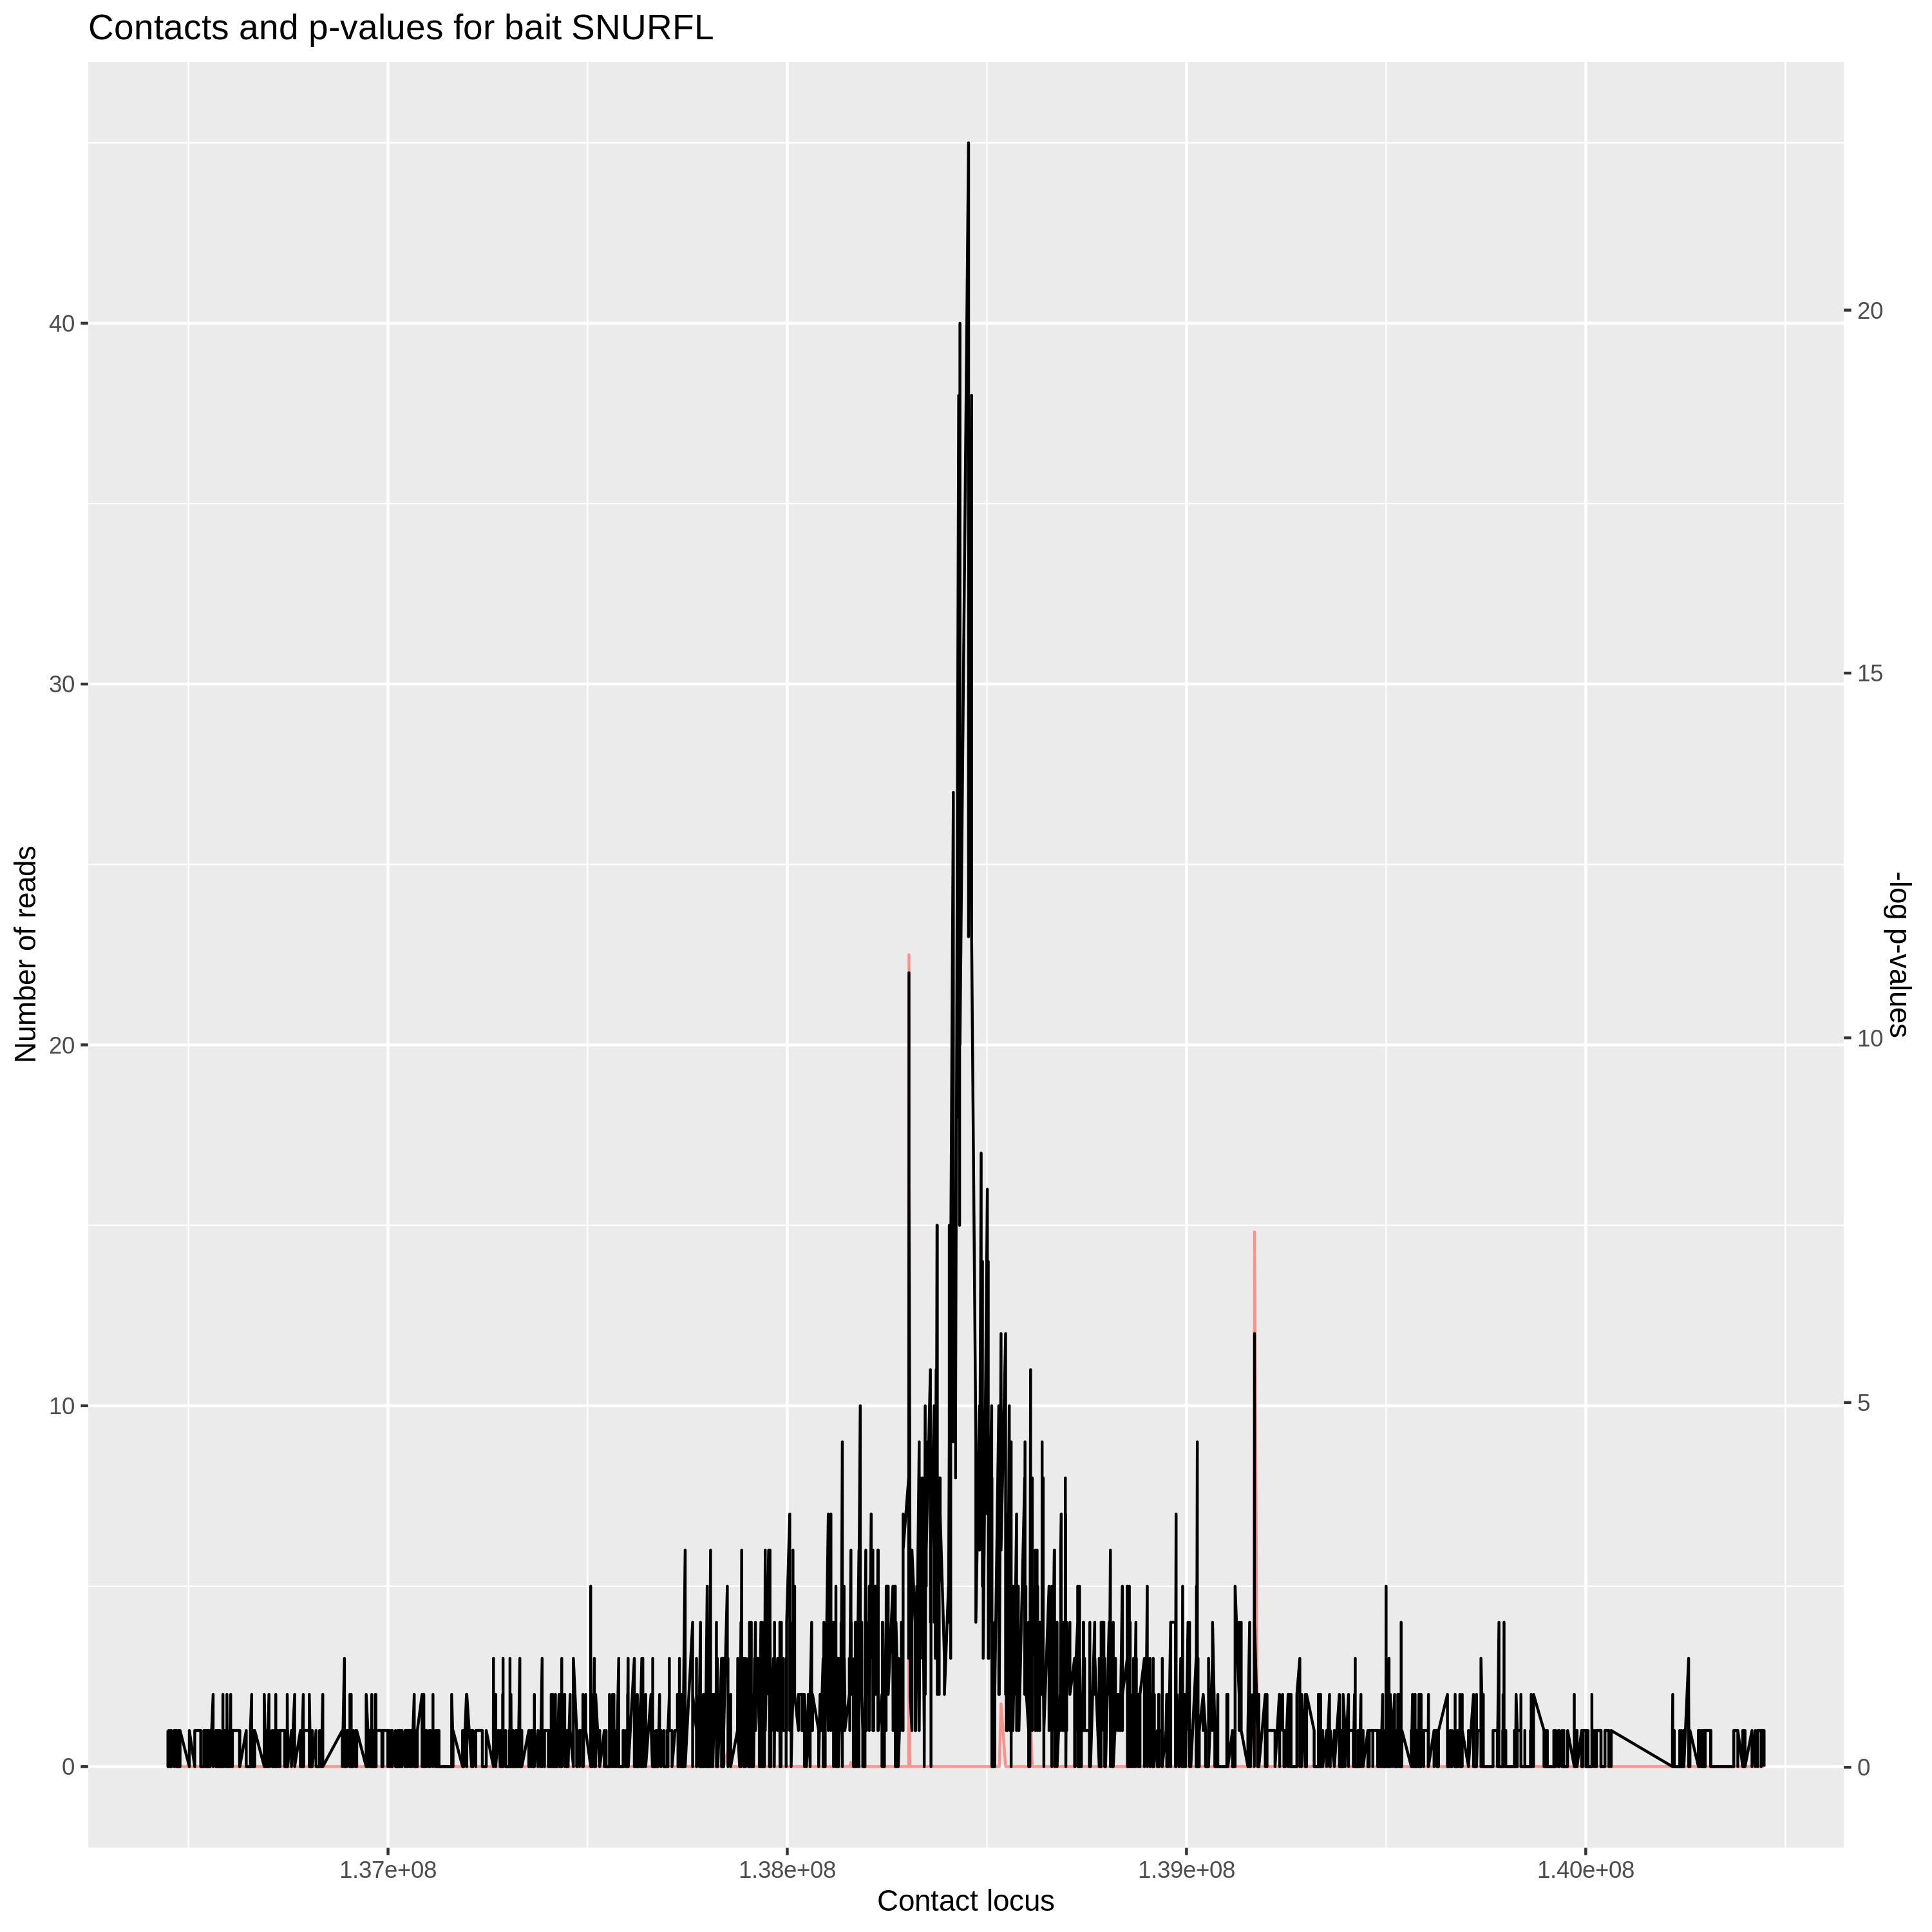 Contacts and p-values for bait SNURFL
Number of reads
40
30
20
10
0
20
15
10
5
0
-log p-values
1.37e+08
1.38e+08
1.39e+08
1.40e+08
Contact locus